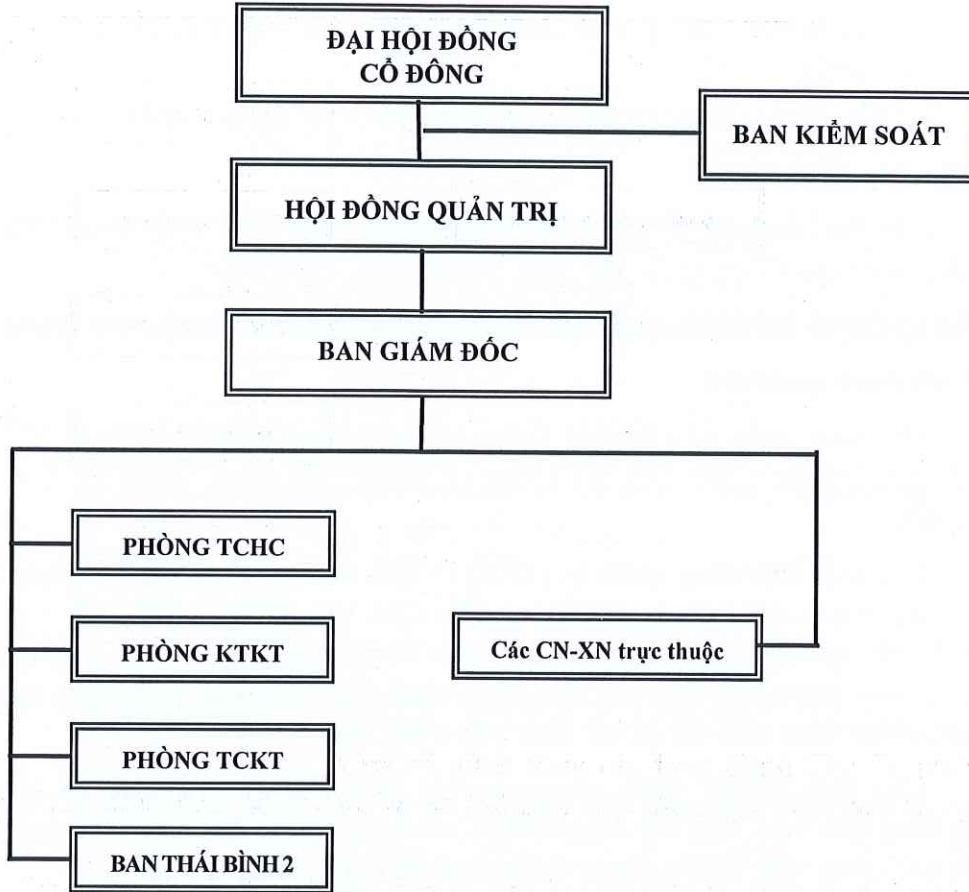 ĐẠI HỘI ĐỒNG
CỔ ĐÔNG
BAN KIỂM SOÁT
HỘI ĐỒNG QUẢN TRỊ
BAN GIÁM ĐỐC
PHÒNG TCHC
PHÒNG KTKT
Các CN-XN trực thuộc
PHÒNG TCKT
BAN THÁI BÌNH 2